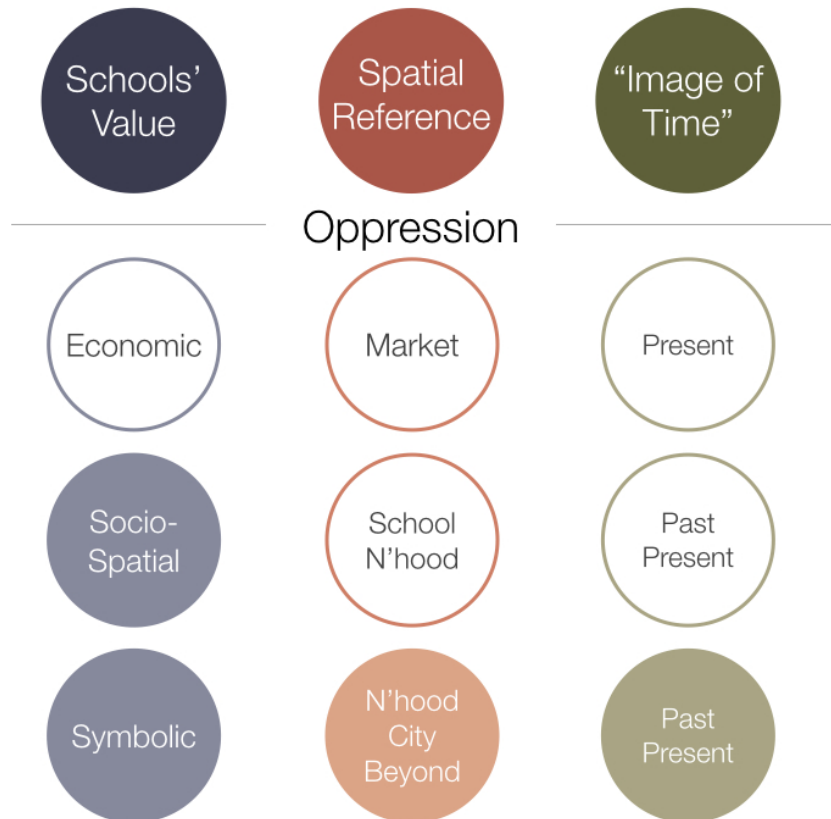 Schools’
Value
Spatial
Reference
“Image of
Time”
Oppression
Economic
Market
Present
Socio-
Spatial
School
N’hood
Past
Present
Symbolic
N’hood
City
Beyond
Past
Present